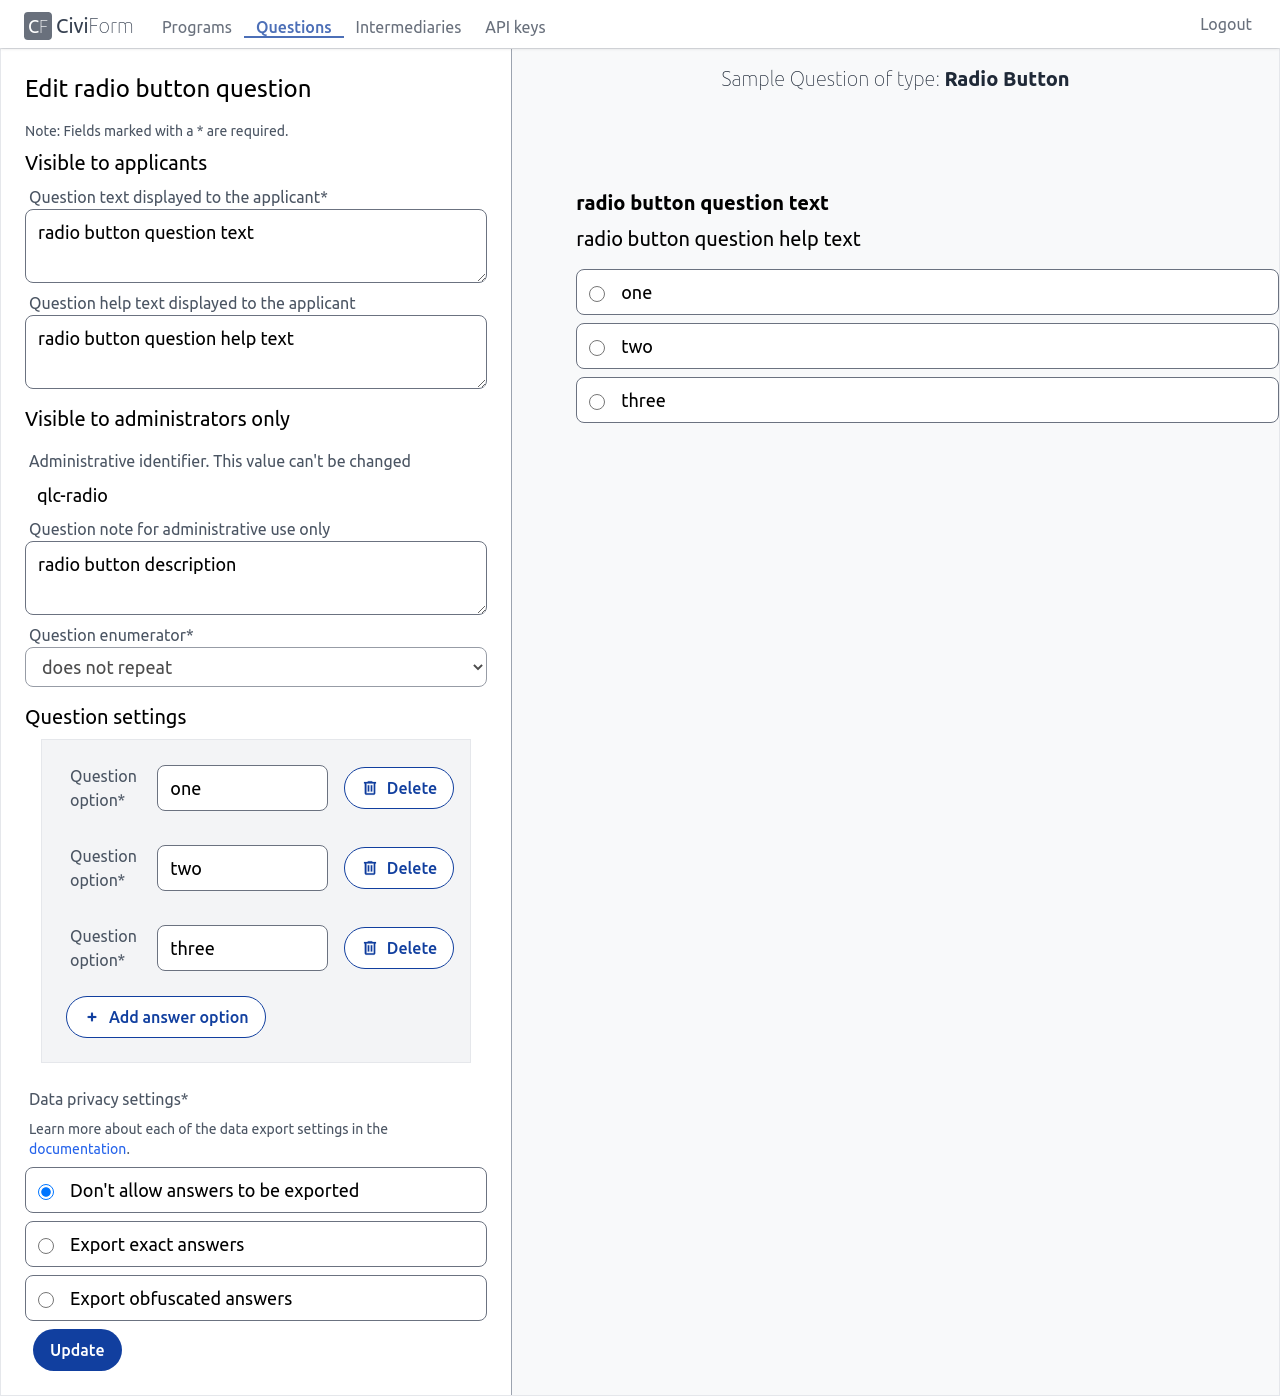 CF CiviForm Programs Questions Intermediaries API keys Logout
Edit radio button question
Note: Fields marked with a * are required.
Visible to applicants
Question text displayed to the applicant*
radio button question text
Question help text displayed to the applicant
radio button question help text
Visible to administrators only
Administrative identifier. This value can't be changed
qlc-radio
Question note for administrative use only
radio button description
Question enumerator*
does not repeat
Question settings
Question
option*
one
Delete
Question
option*
two
Delete
Question
option*
three
Delete
+ Add answer option
Data privacy settings*
Learn more about each of the data export settings in the
documentation.
Don't allow answers to be exported
Export exact answers
Export obfuscated answers
Update
Sample Question of type: Radio Button
radio button question text
radio button question help text
one
two
three